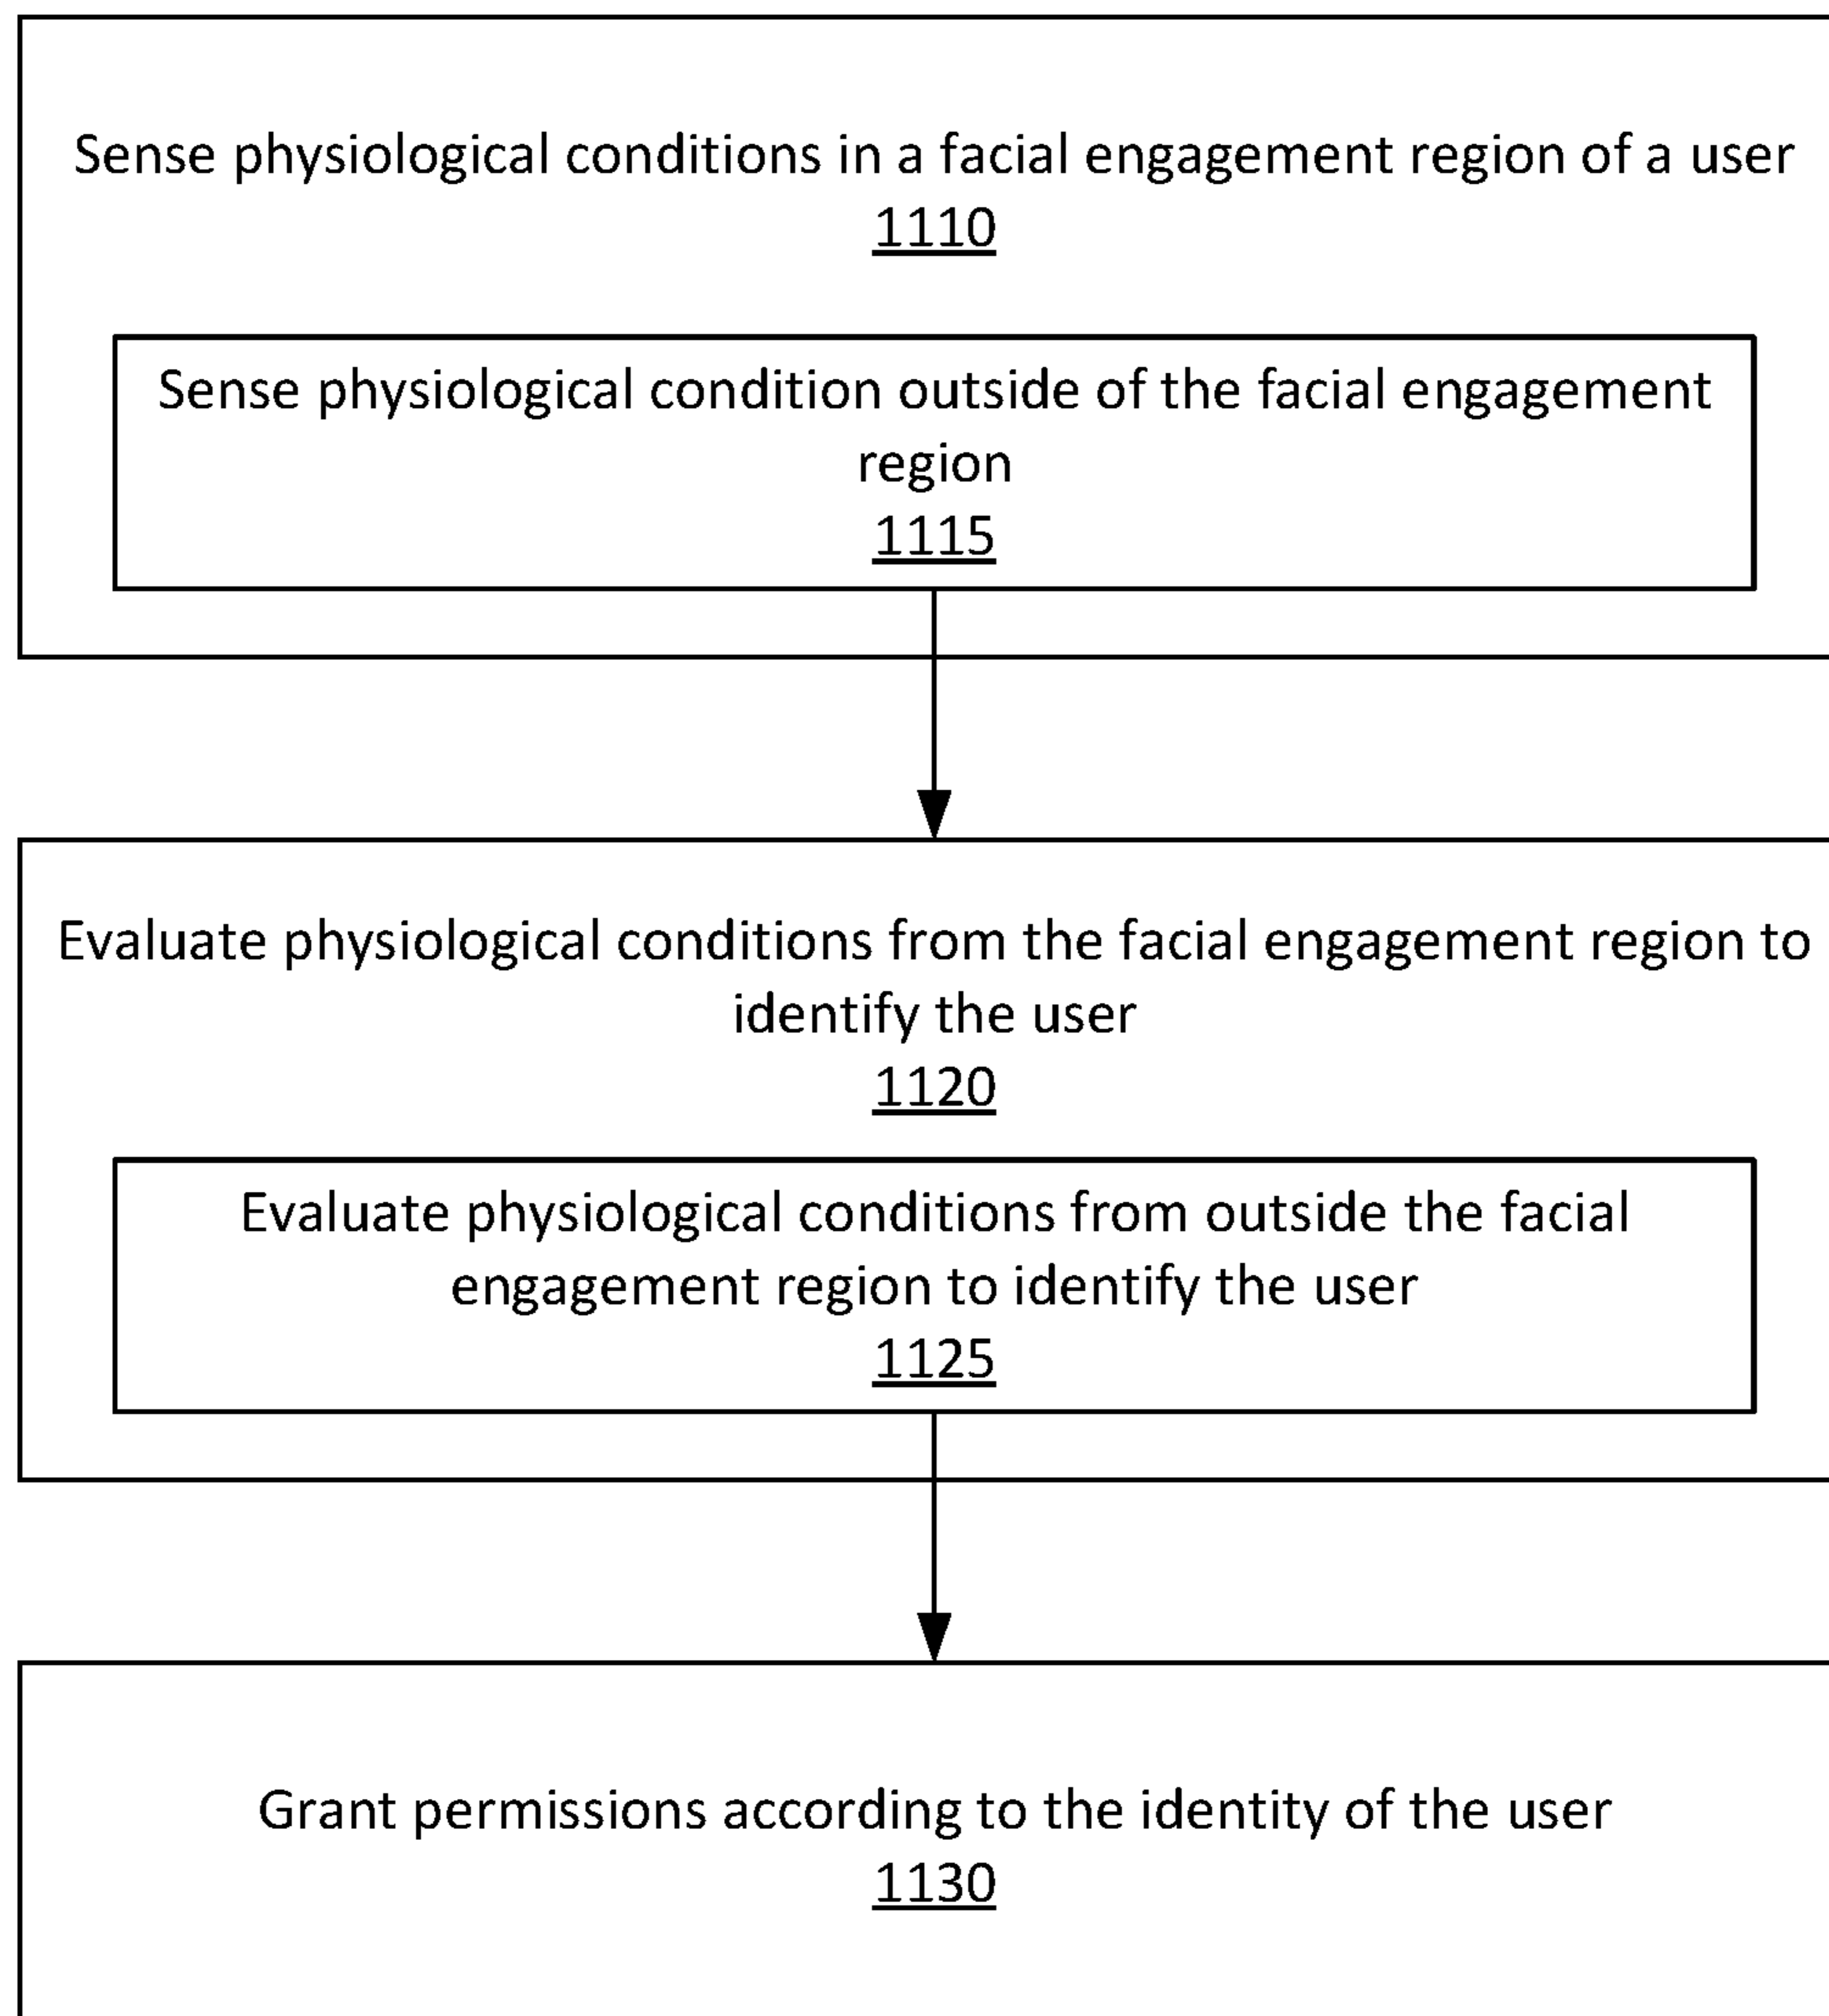 Sense physiological conditions in a facial engagement region of a user
1110
Sense physiological condition outside of the facial engagement
region
1115
Evaluate physiological conditions from the facial engagement region to
identify the user
1120
Evaluate physiological conditions from outside the facial
engagement region to identify the user
1125
Grant permissions according to the identity of the user
1130